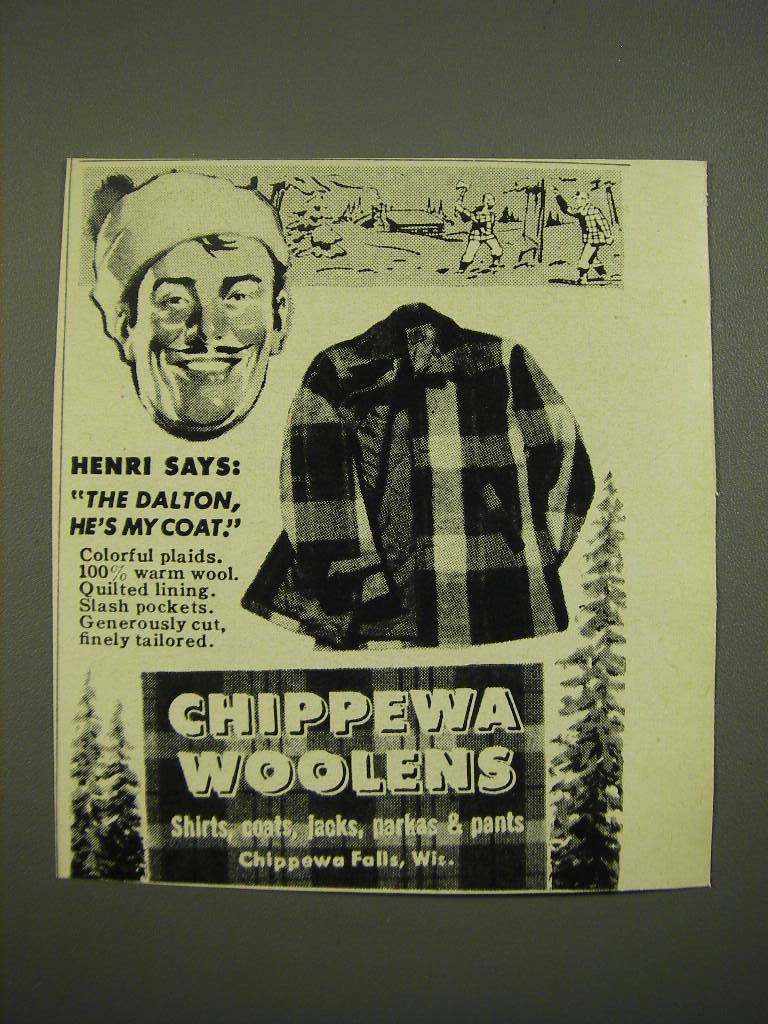 HENRI SAYS:
"THE DALTON,
HE'S MY COAT."
Colorful plaids.
100% warm wool.
Quilted lining.
Slash pockets.
Generously cut,
finely tailored.
CHIPPEWA
WOOLENS
Shirts, coats, jacks, parkas & pants
Chippewa Falls, Wis.